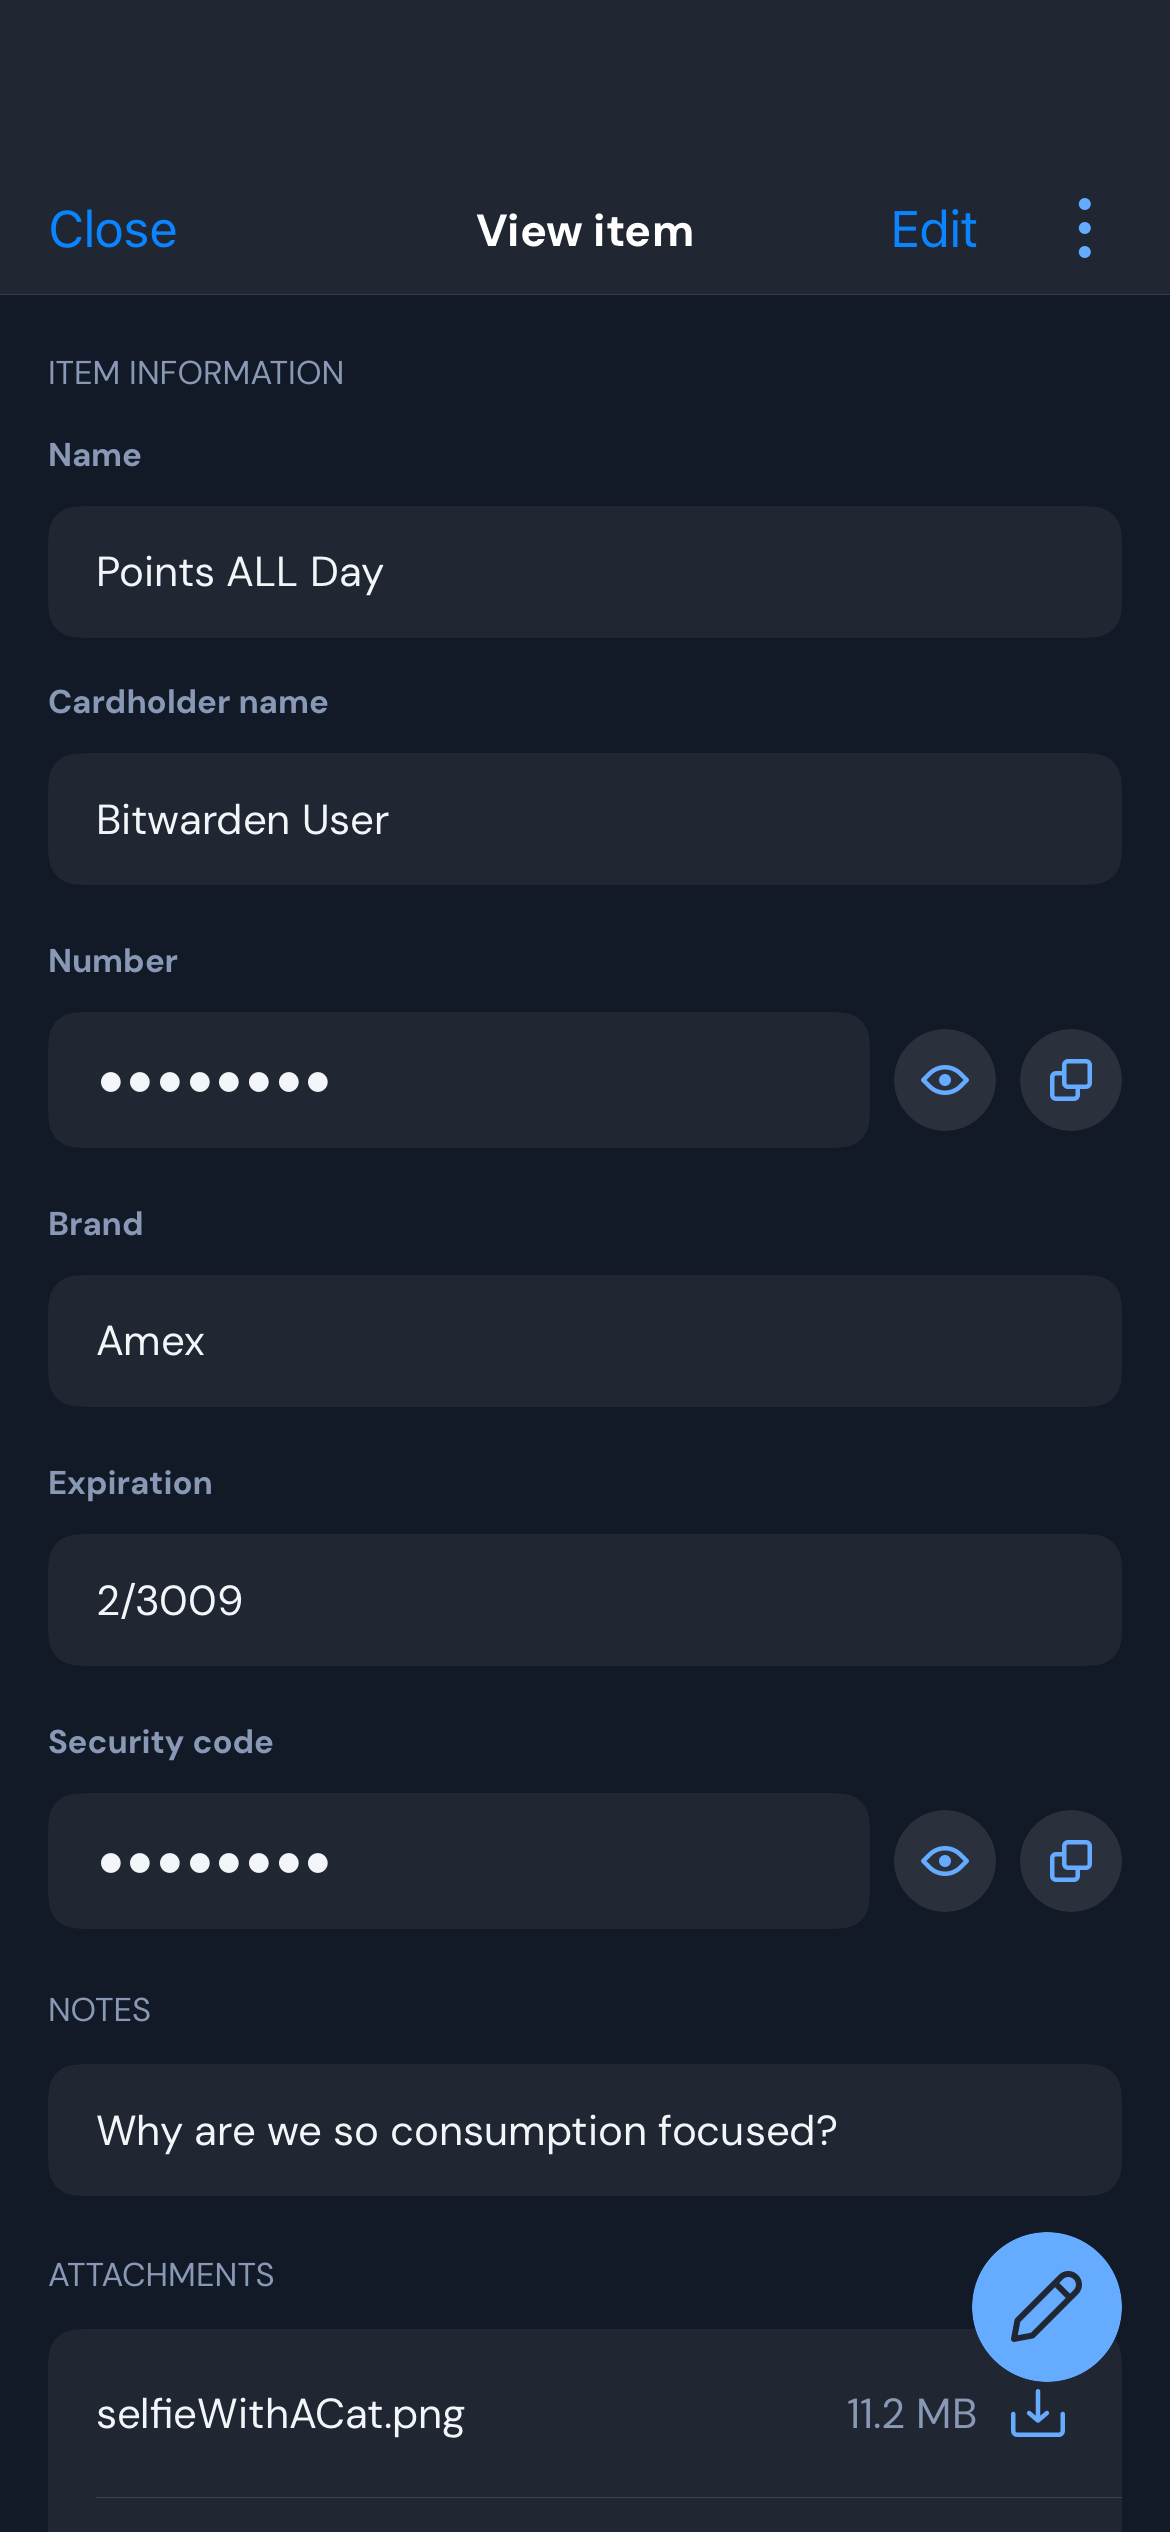 Close View item Edit
ITEM INFORMATION
Name
Points ALL Day
Cardholder name
Bitwarden User
Number
●●●●●●●●
Brand
Amex
Expiration
2/3009
Security code
●●●●●●●●
NOTES
Why are we so consumption focused?
ATTACHMENTS
selfieWithACat.png 11.2 MB